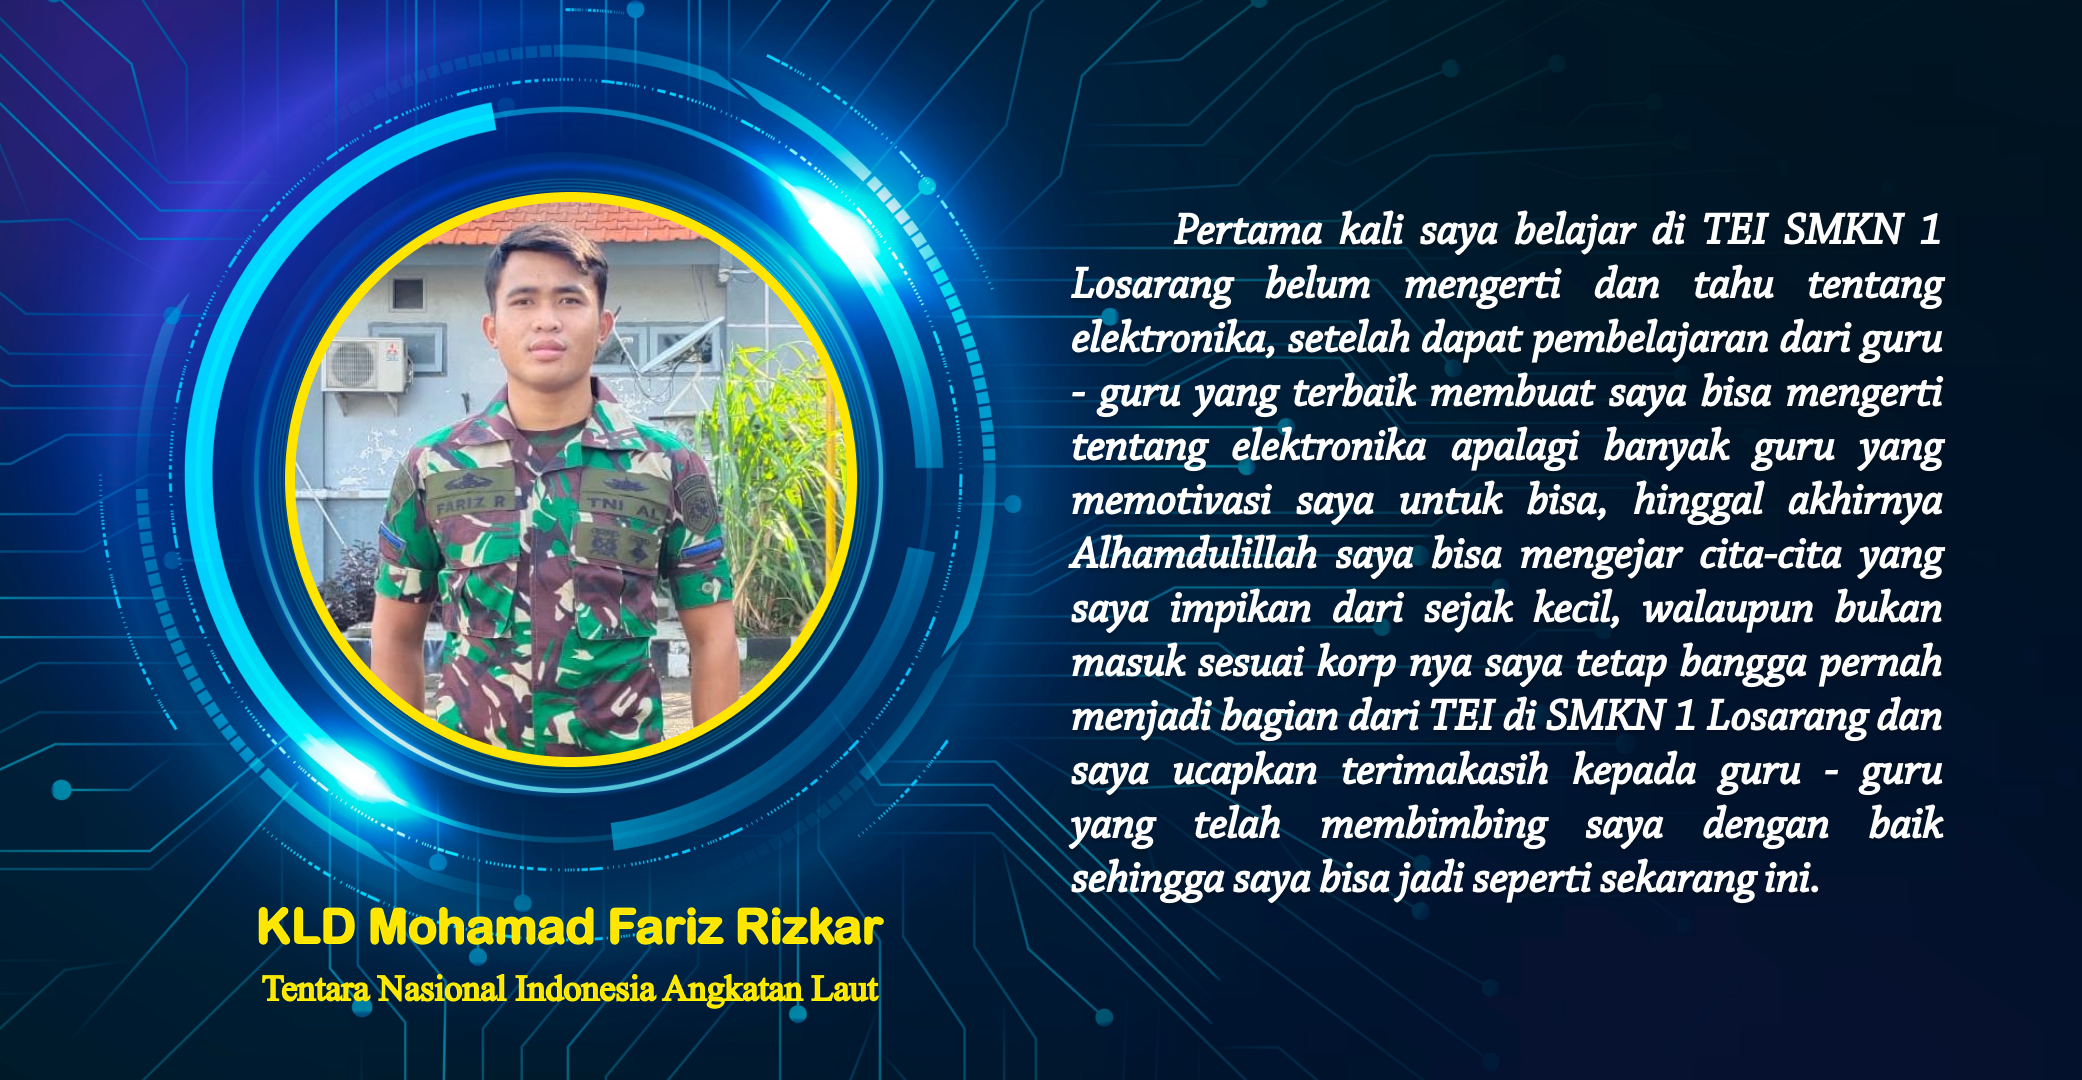 FARIZ R
TNI AL
KLD Mohamad Fariz Rizkar
Tentara Nasional Indonesia Angkatan Laut
Pertama kali saya belajar di TEI SMKN 1
Losarang belum mengerti dan tahu tentang
elektronika, setelah dapat pembelajaran dari guru
- guru yang terbaik membuat saya bisa mengerti
tentang elektronika apalagi banyak guru yang
memotivasi saya untuk bisa, hinggal akhirnya
Alhamdulillah saya bisa mengejar cita-cita yang
saya impikan dari sejak kecil, walaupun bukan
masuk sesuai korp nya saya tetap bangga pernah
menjadi bagian dari TEI di SMKN 1 Losarang dan
saya ucapkan terimakasih kepada guru - guru
yang telah membimbing saya dengan baik
sehingga saya bisa jadi seperti sekarang ini.